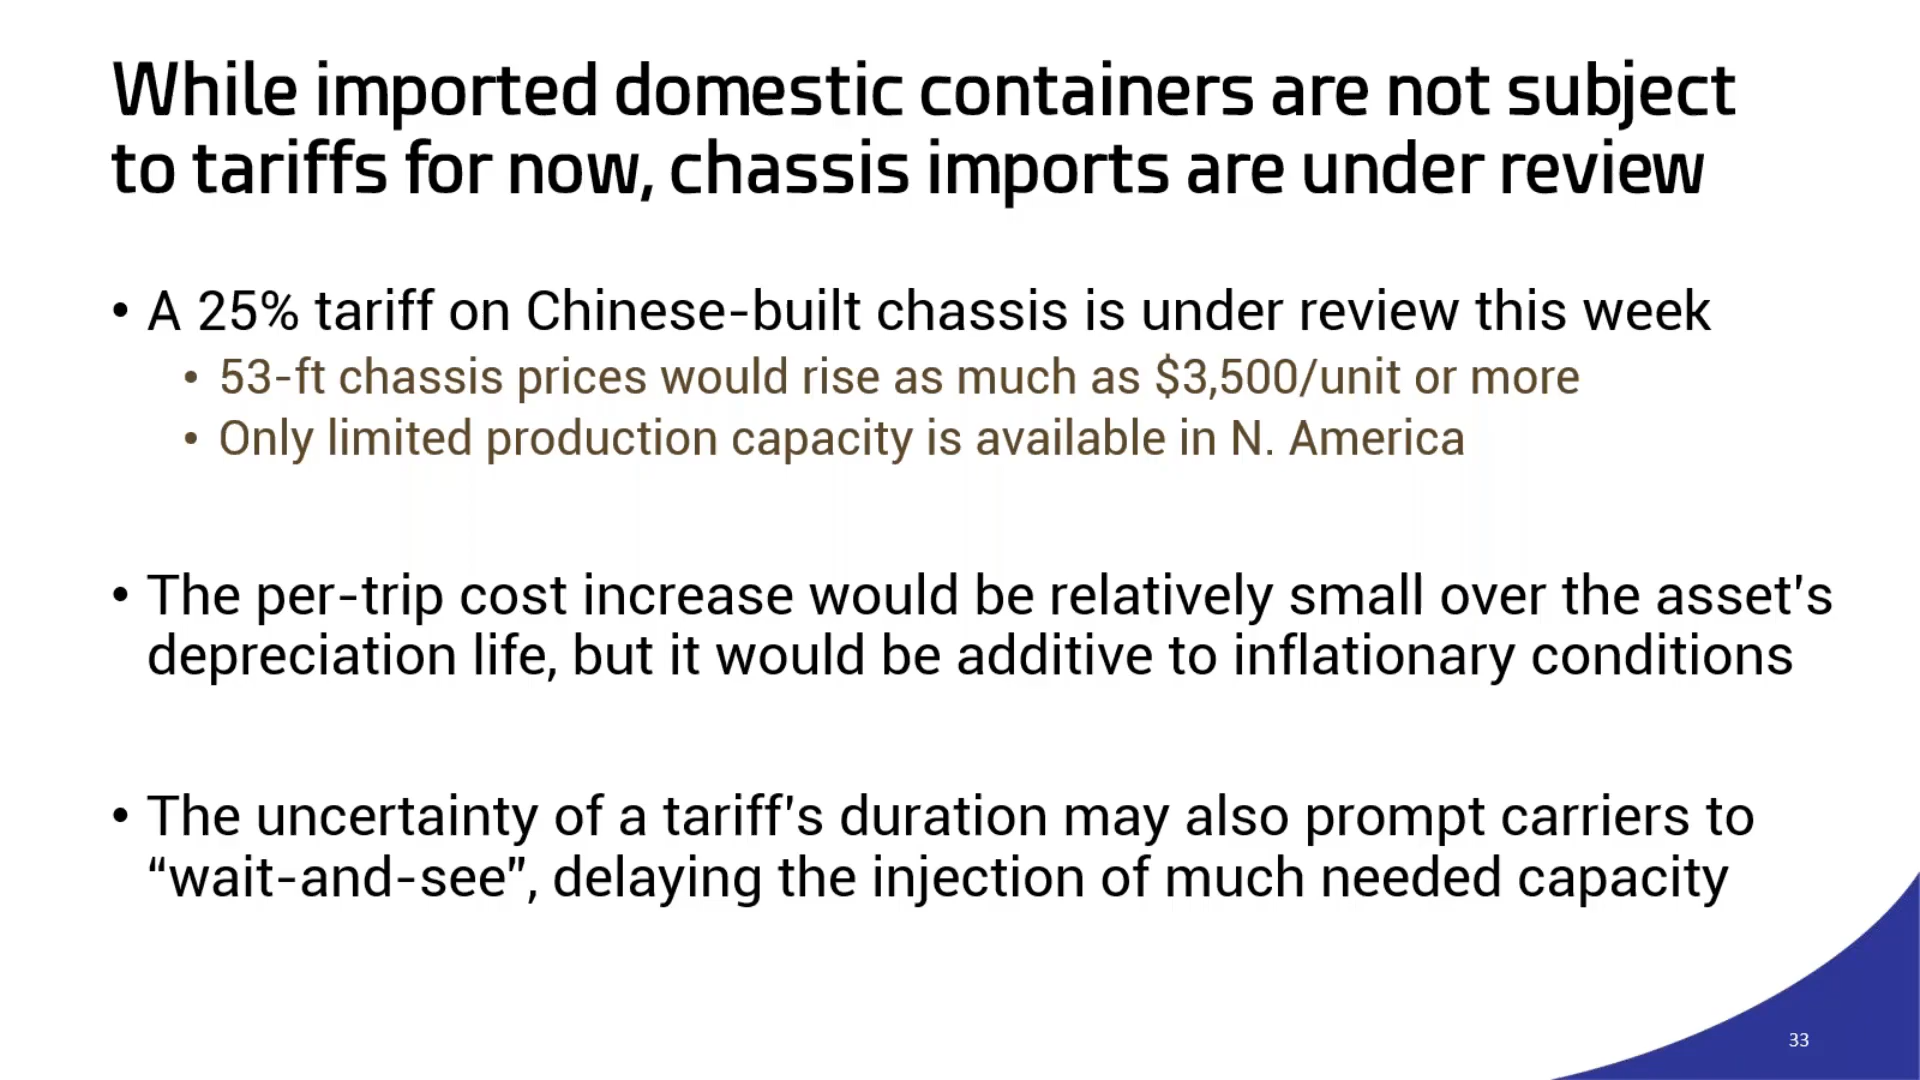 While imported domestic containers are not subject
to tariffs for now, chassis imports are under review
• A 25% tariff on Chinese-built chassis is under review this week
• 53-ft chassis prices would rise as much as $3,500/unit or more
• Only limited production capacity is available in N. America
• The per-trip cost increase would be relatively small over the asset's
depreciation life, but it would be additive to inflationary conditions
• The uncertainty of a tariff's duration may also prompt carriers to
“wait-and-see”, delaying the injection of much needed capacity
33